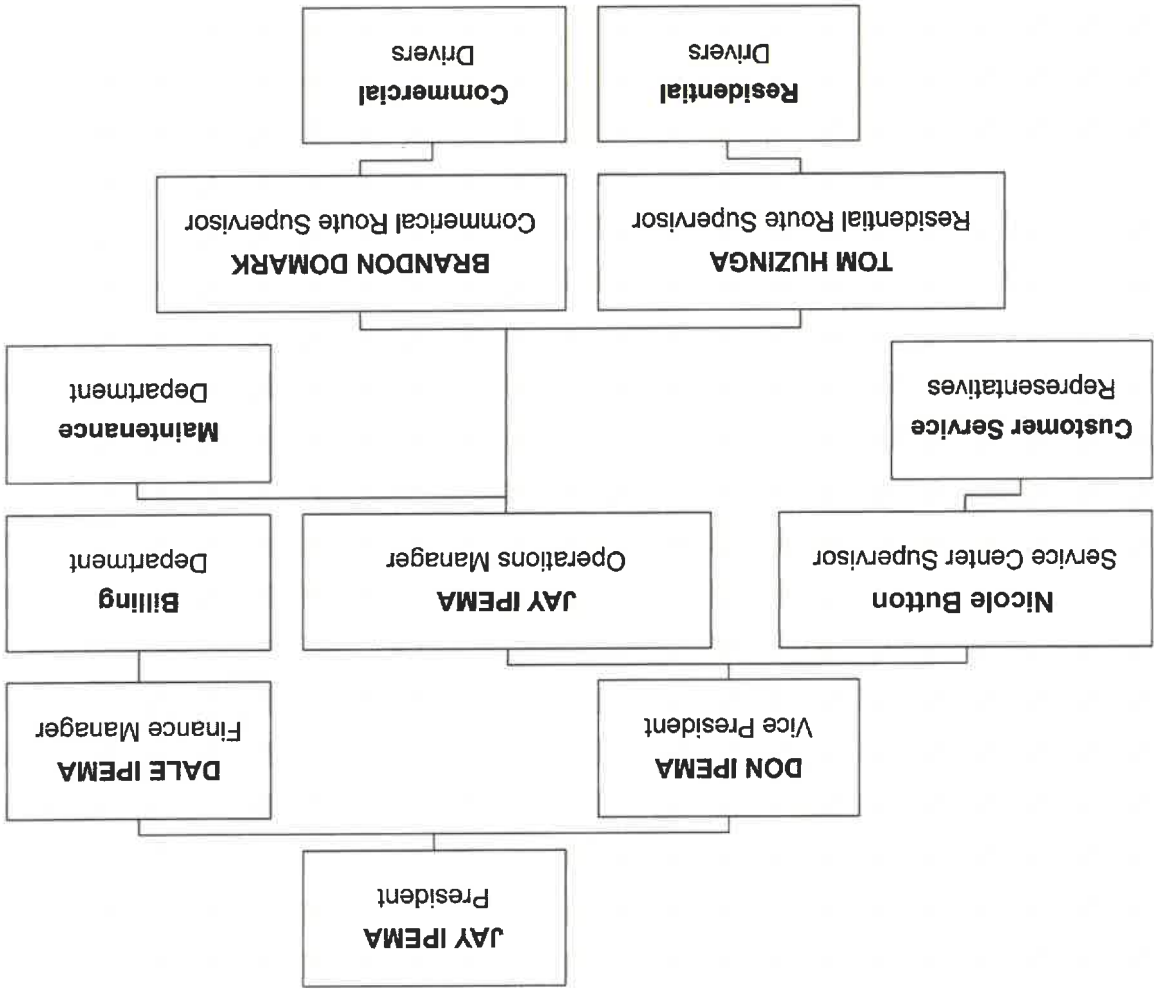 JAY IPEMA
President
DON IPEMA
Vice President
DALE IPEMA
Finance Manager
Nicole Button
Service Center Supervisor
JAY IPEMA
Operations Manager
Billing
Department
Customer Service
Representatives
Maintenance
Department
TOM HUZINGA
Residential Route Supervisor
BRANDON DOMARK
Commerical Route Supervisor
Residential
Drivers
Commercial
Drivers